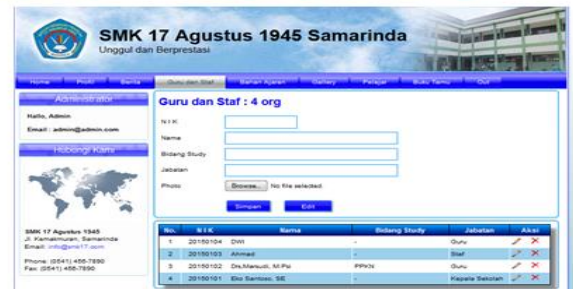 SMK 17 Agustus 1945 Samarinda
Unggul dan Berprestasi
Home Profil Berita Guru dan Staf Bahan Ajaran Gallery Pelajar Buku Tamu Out
Administrator
Hallo, Admin
Email : admin@admin.com
Hubongi Kami
SMK 17 Agustus 1945
Jl. Kamakmuran, Samarinda
Email: info@smk17.com
Phone: (0541) 456-7890
Fax: (0541) 456-7890
Guru dan Staf : 4 org
N I K
Nama
Bidang Study
Jabatan
Photo Browse... No file selected.
Simpan Edit
No. N I K Nama Bidang Study Jabatan Aksi
1 20150104 DWI - Guru
2 20150103 Ahmad - Staf
3 20150102 Drs.Marsudi, M.Psi PPKN Guru
4 20150101 Eko Santoso, SE - Kepala Sekolah